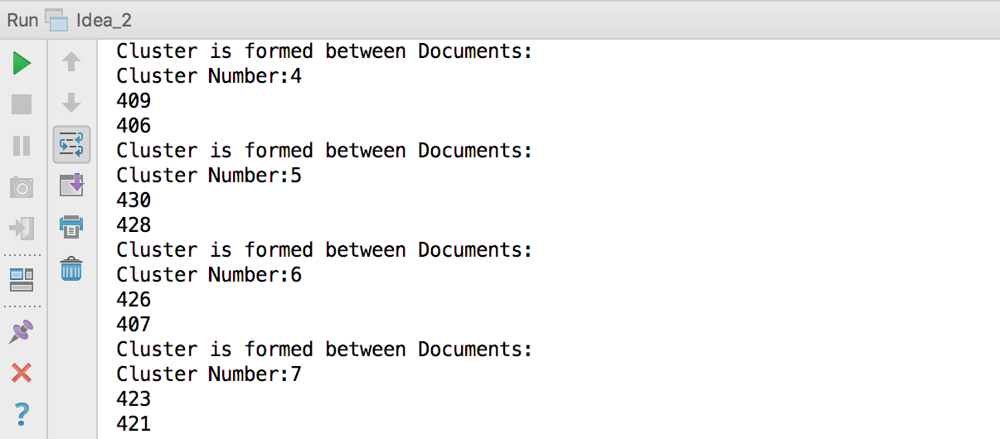 Run Idea_2
Cluster is formed between Documents:
Cluster Number:4
409
406
Cluster is formed between Documents:
Cluster Number:5
430
428
Cluster is formed between Documents:
Cluster Number:6
426
407
Cluster is formed between Documents:
Cluster Number:7
423
421